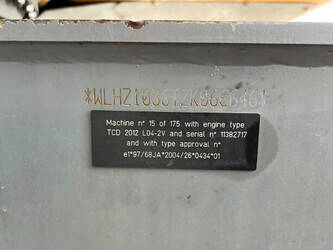 Machine n° 15 of 175 with engine type
TCD 2012 L04-2V and serial n° 11382717
and with type approval n°
e1*97/68JA*2004/26*0434*01